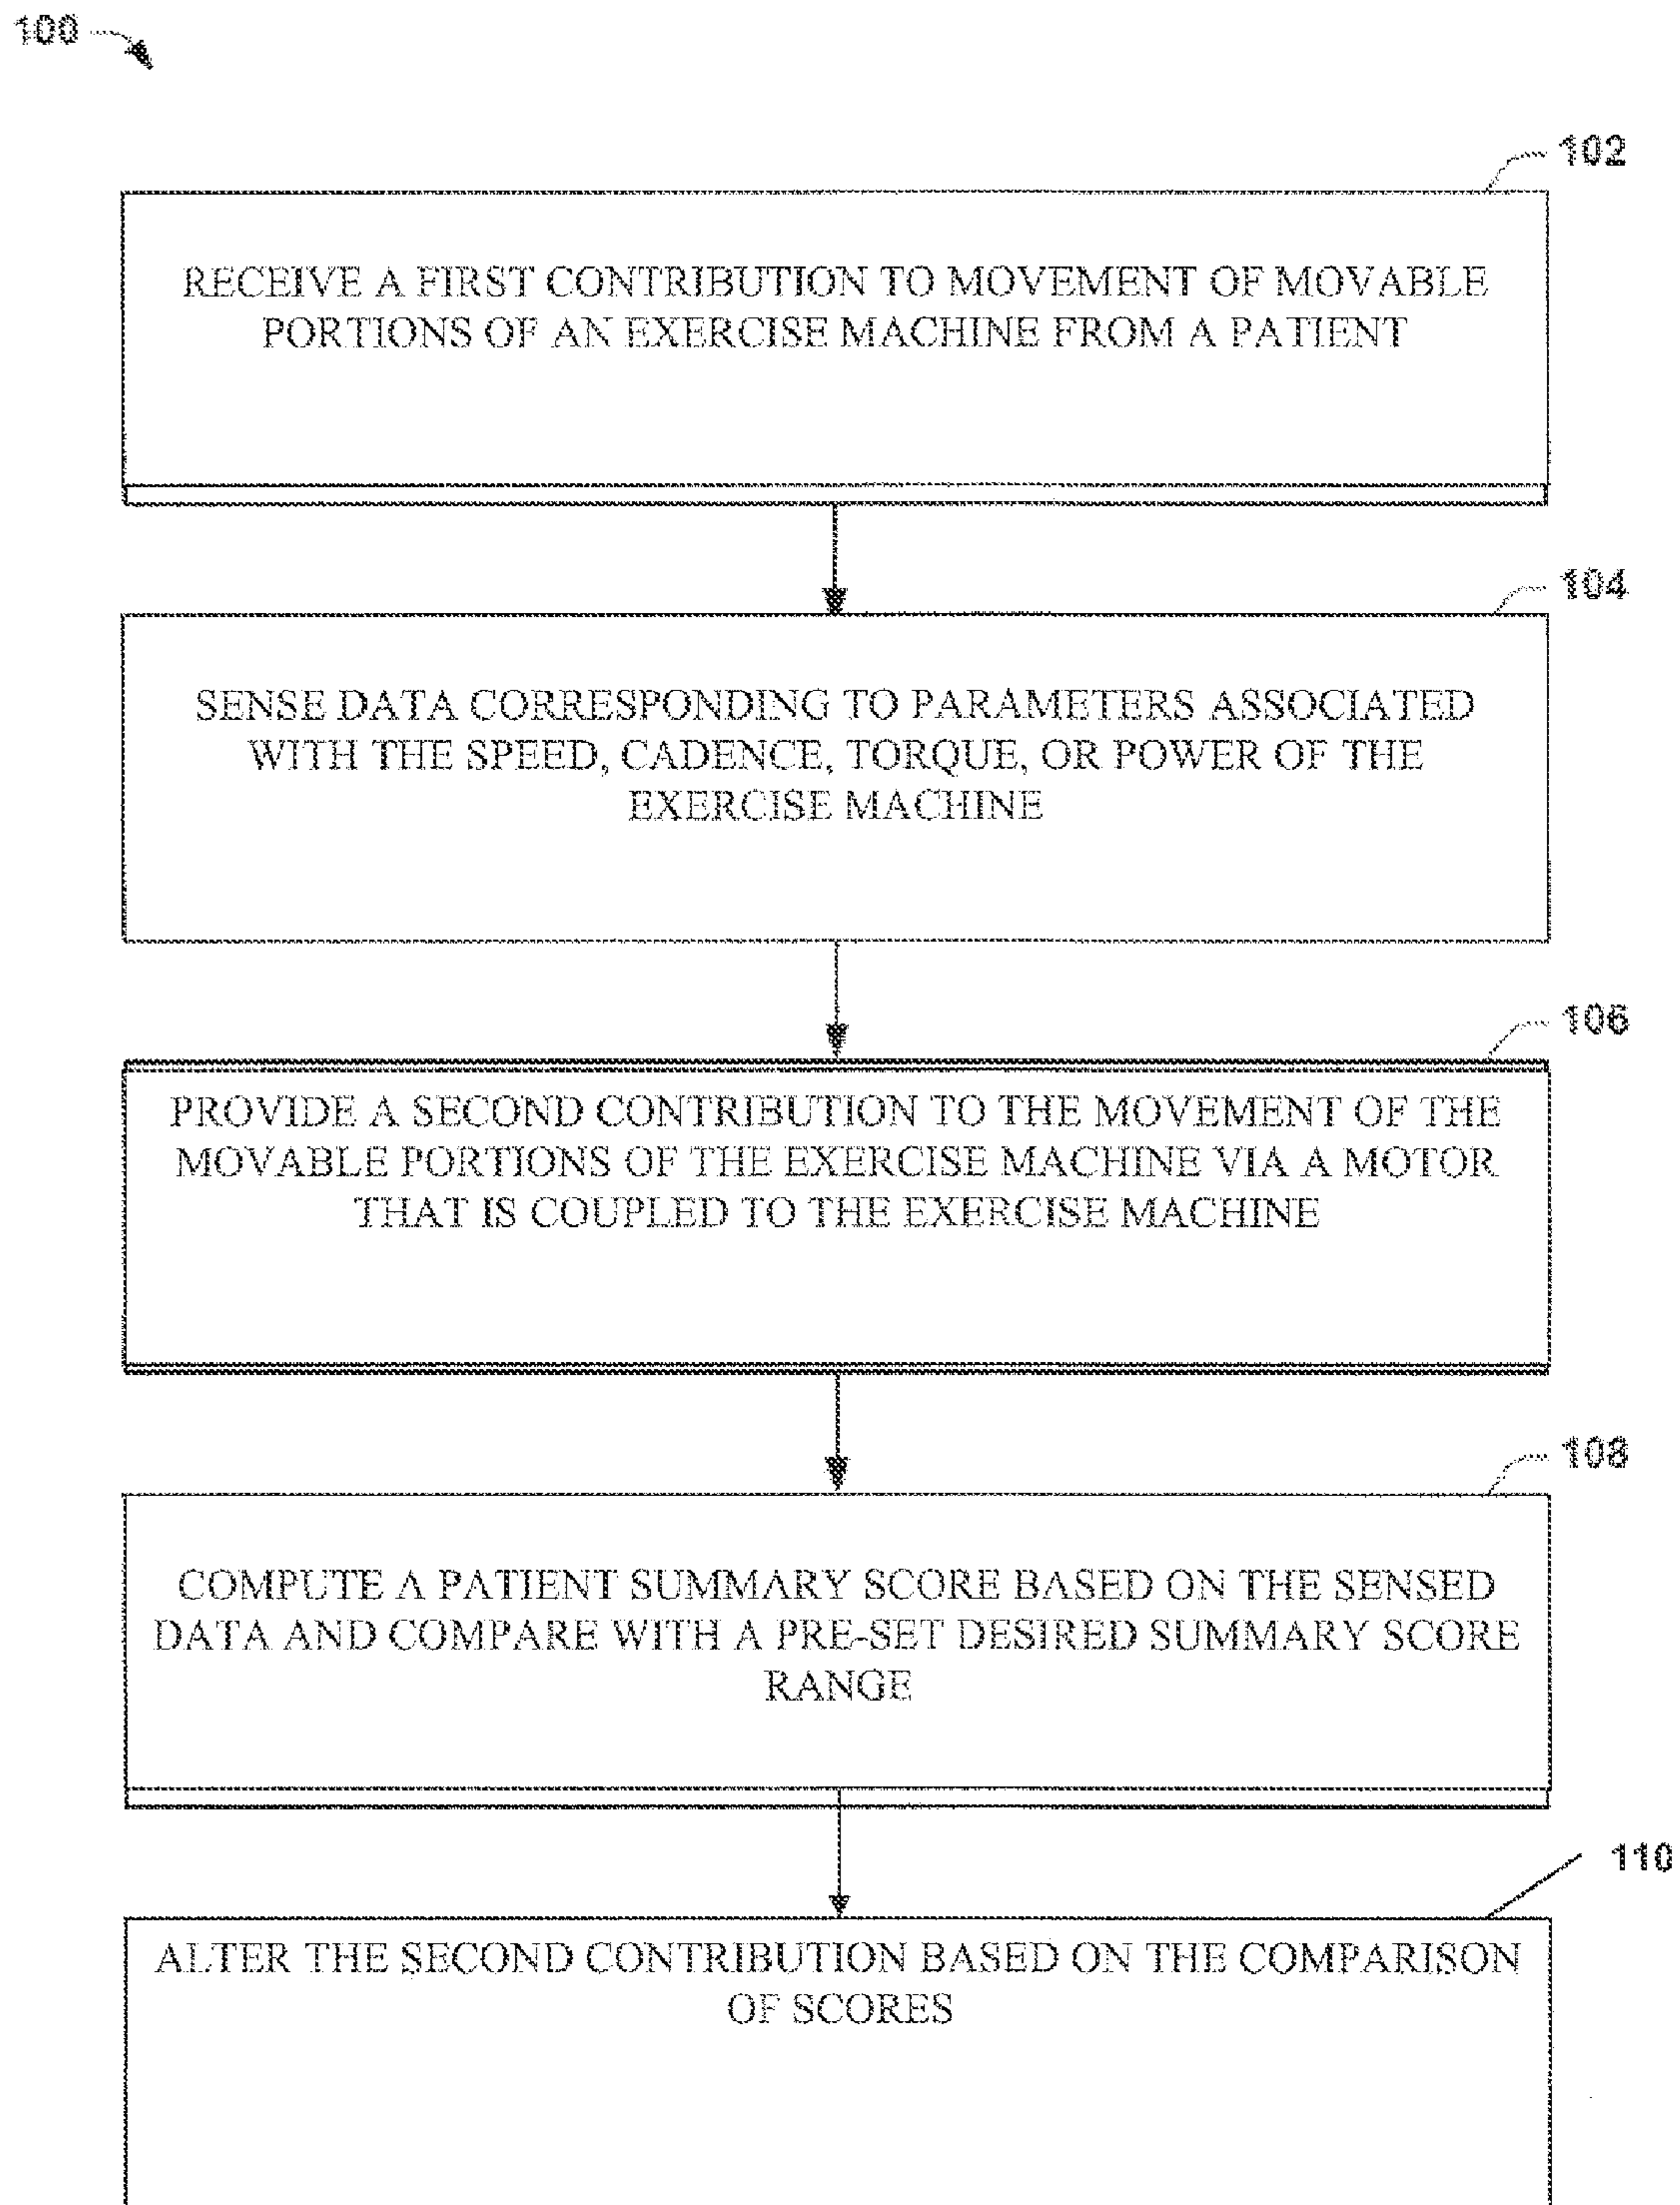 100
102
RECEIVE A FIRST CONTRIBUTION TO MOVEMENT OF MOVABLE
PORTIONS OF AN EXERCISE MACHINE FROM A PATIENT
104
SENSE DATA CORRESPONDING TO PARAMETERS ASSOCIATED
WITH THE SPEED, CADENCE, TORQUE, OR POWER OF THE
EXERCISE MACHINE
106
PROVIDE A SECOND CONTRIBUTION TO THE MOVEMENT OF THE
MOVABLE PORTIONS OF THE EXERCISE MACHINE VIA A MOTOR
THAT IS COUPLED TO THE EXERCISE MACHINE
108
COMPUTE A PATIENT SUMMARY SCORE BASED ON THE SENSED
DATA AND COMPARE WITH A PRE-SET DESIRED SUMMARY SCORE
RANGE
110
ALTER THE SECOND CONTRIBUTION BASED ON THE COMPARISON
OF SCORES